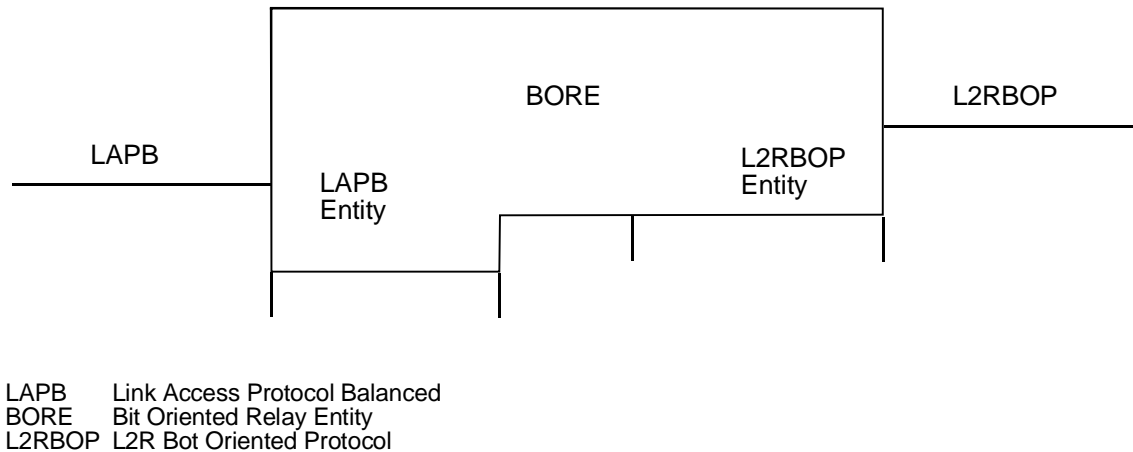 BORE
L2RBOP
LAPB
L2RBOP
Entity
LAPB
Entity
LAPB Link Access Protocol Balanced
BORE Bit Oriented Relay Entity
L2RBOP L2R Bot Oriented Protocol